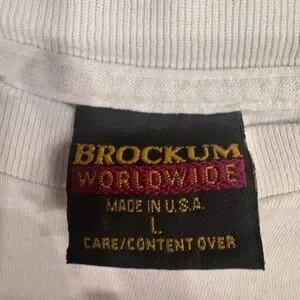 BROCKUM
WORLDWIDE
MADE IN U.S.A.
L
CARE/CONTENT OVER